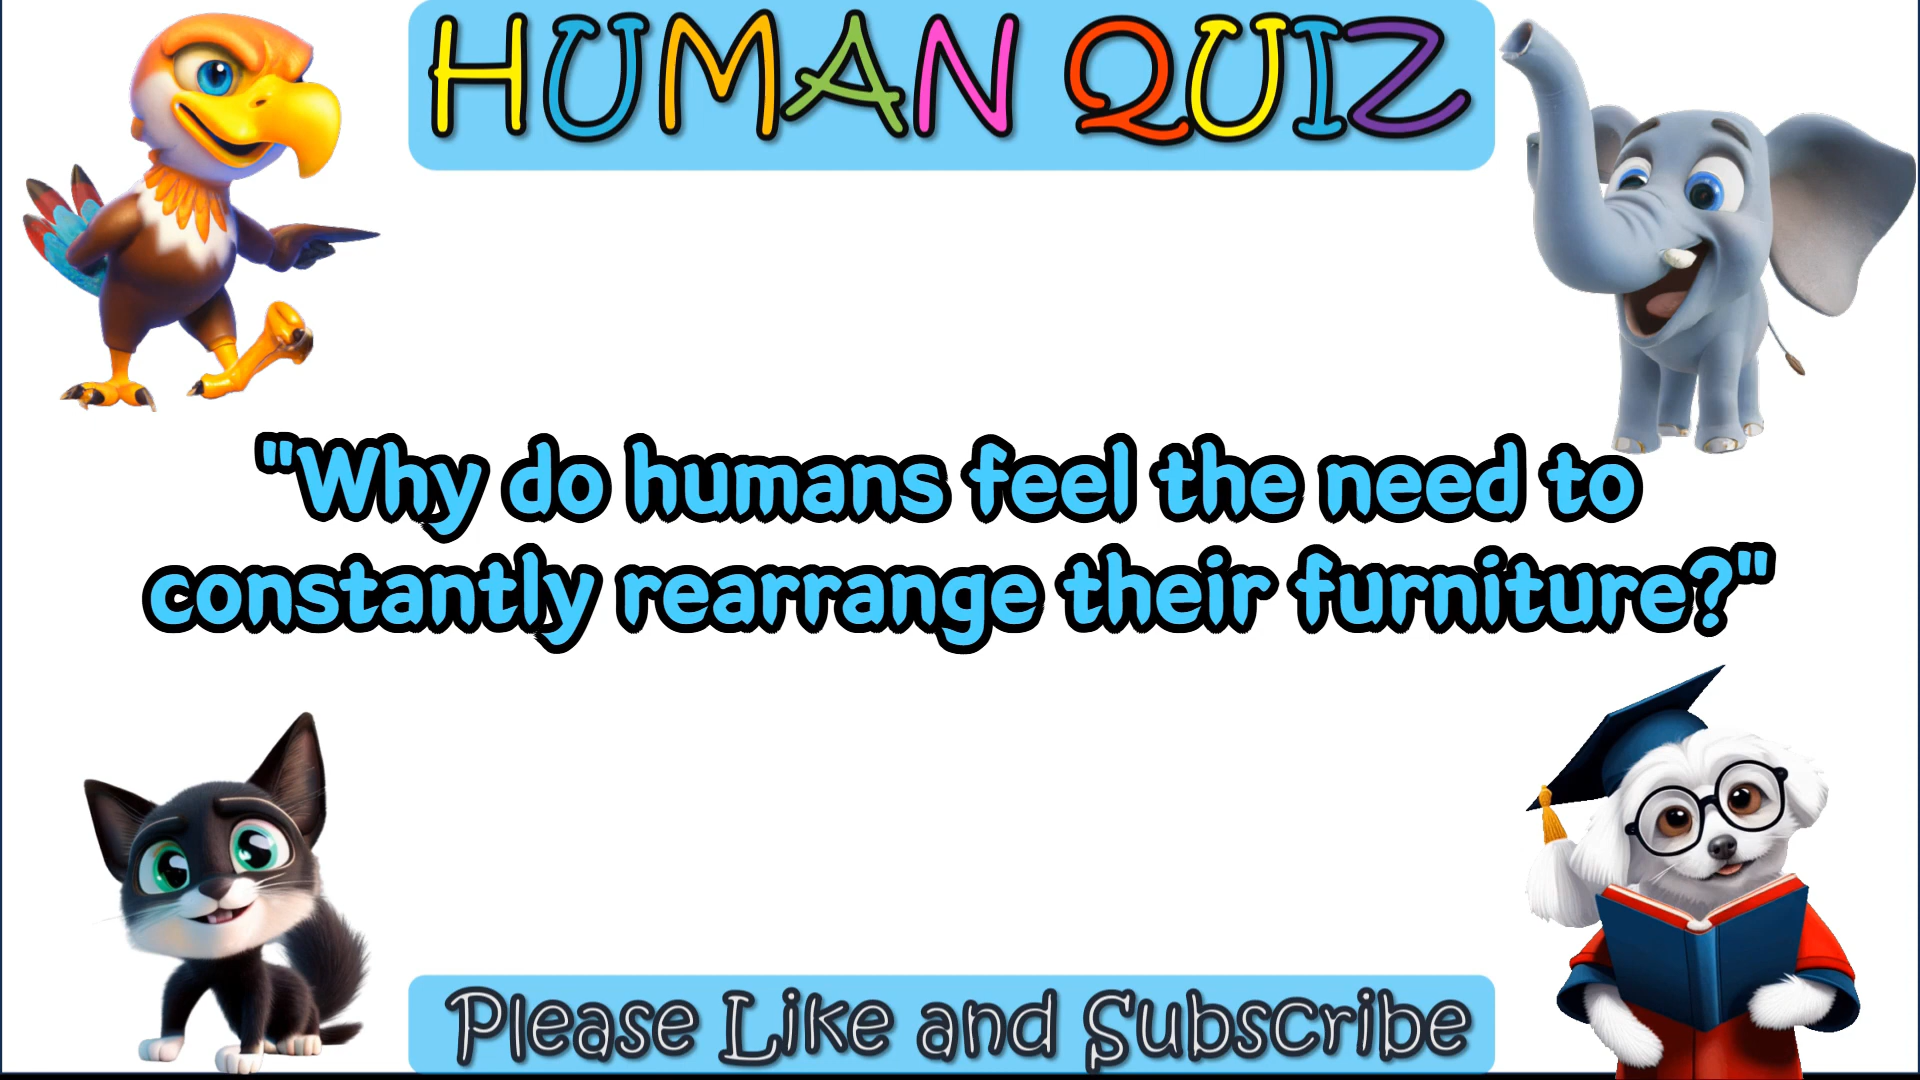 HUMAN QUIZ
"Why do humans feel the need to
constantly rearrange their furniture?"
Please Like and Subscribe